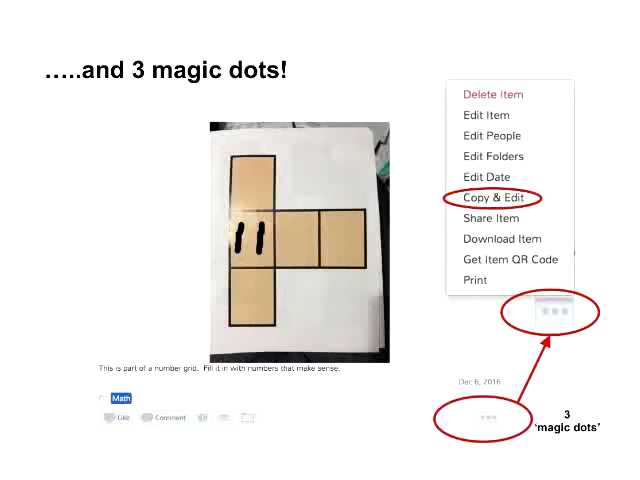 …..and 3 magic dots!
Delete Item
Edit Item
Edit People
Edit Folders
Edit Date
Copy & Edit
Share Item
Download Item
Get Item QR Code
Print
11
This is part of a number grid. Fill it in with numbers that make sense.
Dec 6, 2016
Math
Like Comment
3
‘magic dots’